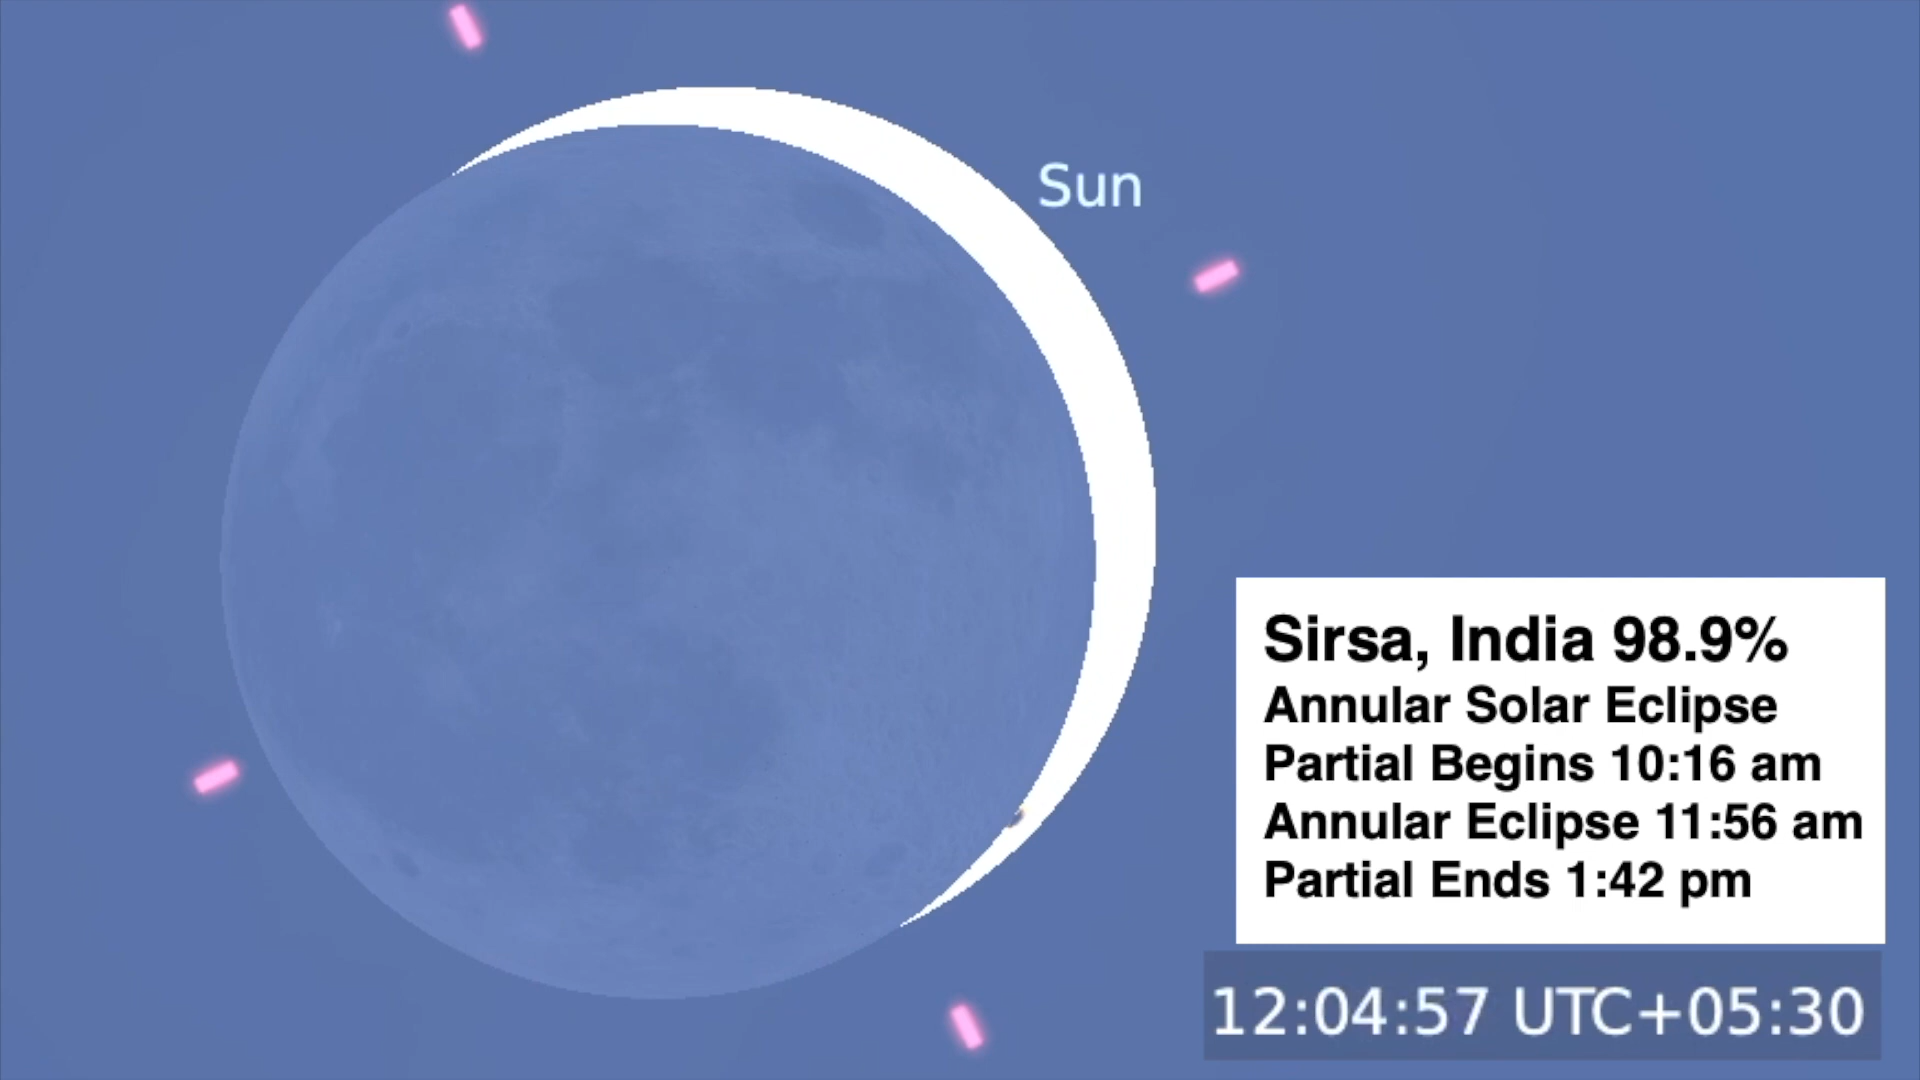 Sun
Sirsa, India 98.9%
Annular Solar Eclipse
Partial Begins 10:16 am
Annular Eclipse 11:56 am
Partial Ends 1:42 pm
12:04:57 UTC+05:30